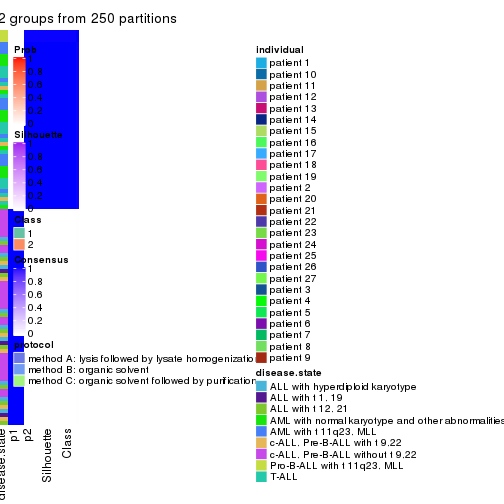 2 groups from 250 partitions
Prob
1
0.8
0.6
0.4
0.2
0
Silhouette
1
0.8
0.6
0.4
0.2
0
Class
1
2
Consensus
1
0.8
0.6
0.4
0.2
0
protocol
method A: lysis followed by lysate homogenizatio
method B: organic solvent
method C: organic solvent followed by purification
disease.state
p1
p2
Silhouette
Class
individual
patient 1
patient 10
patient 11
patient 12
patient 13
patient 14
patient 15
patient 16
patient 17
patient 18
patient 19
patient 2
patient 20
patient 21
patient 22
patient 23
patient 24
patient 25
patient 26
patient 27
patient 3
patient 4
patient 5
patient 6
patient 7
patient 8
patient 9
disease.state
ALL with hyperdiploid karyotype
ALL with t 1. 19
ALL with t 12. 21
AML with normal karyotype and other abnormalities
AML with t 11q23. MLL
c-ALL. Pre-B-ALL with t 9.22
c-ALL. Pre-B-ALL without t 9.22
Pro-B-ALL with t 11q23. MLL
T-ALL